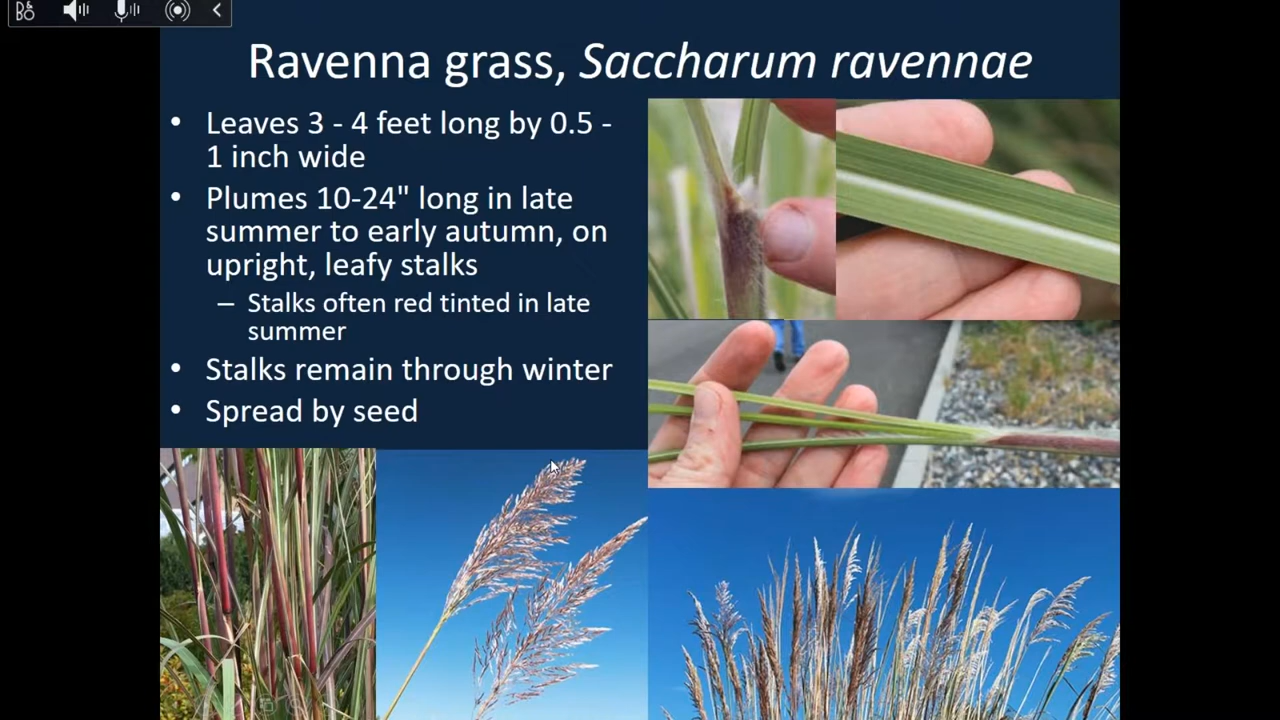 Ravenna grass, Saccharum ravennae
• Leaves 3 - 4 feet long by 0.5 -
1 inch wide
• Plumes 10-24" long in late
summer to early autumn, on
upright, leafy stalks
– Stalks often red tinted in late
summer
• Stalks remain through winter
• Spread by seed